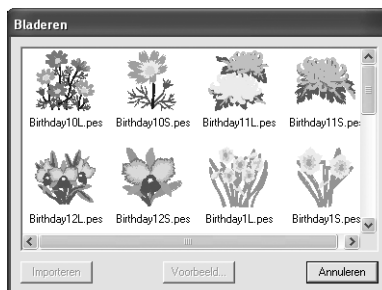 Bladeren
Birthday10L.pes Birthday10S.pes Birthday11L.pes Birthday11S.pe
Birthday12L.pes Birthday12S.pes Birthday1L.pes Birthday1S.pes
Importeren Voorbeeld... Annuleren